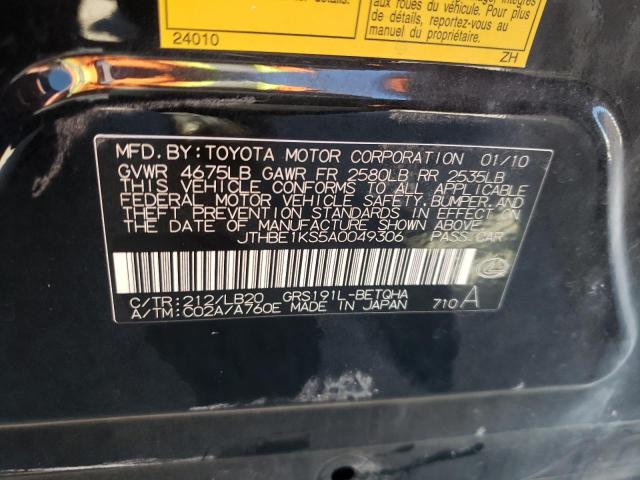 details.
24010
ménager, intégrés
aux roues du véhicule. Pour plus
de détails, reportez-vous au
manuel du propriétaire.
ZH
MFD. BY:TOYOTA MOTOR CORPORATION 01/10
GVWR 4675LB GAWR FR 2580LB RR 2535LB
THIS VEHICLE CONFORMS TO ALL APPLICABLE
FEDERAL MOTOR VEHICLE SAFETY,BUMPER,AND
THEFT PREVENTION STANDARDS IN EFFECT ON
THE DATE OF MANUFACTURE SHOWN ABOVE.
JTHBE1KS5A0049306 PASS.CAR
C/TR:212/LB20 GRS191L-BETQHA
A/TM:C02A/A760E MADE IN JAPAN 710 A